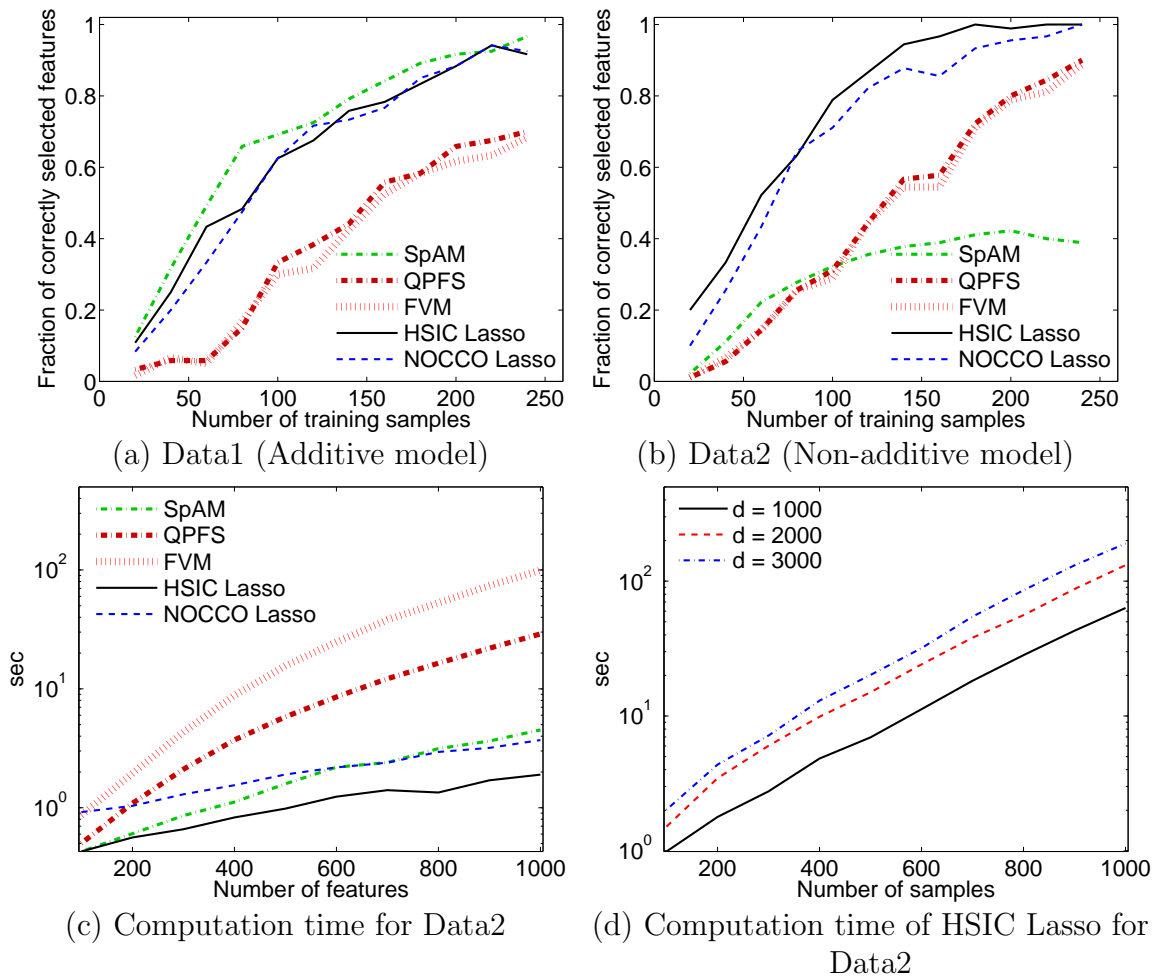 Fraction of correctly selected features
1
0.8
0.6
0.4
0.2
0
0 50 100 150 200 250
Number of training samples
SpAM
QPFS
FVM
HSIC Lasso
NOCCO Lasso
(a) Data1 (Additive model)
Fraction of correctly selected features
1
0.8
0.6
0.4
0.2
0
0 50 100 150 200 250
Number of training samples
SpAM
QPFS
FVM
HSIC Lasso
NOCCO Lasso
(b) Data2 (Non-additive model)
sec
10^2
10^1
10^0
SpAM
QPFS
FVM
HSIC Lasso
NOCCO Lasso
200 400 600 800 1000
Number of features
(c) Computation time for Data2
sec
10^2
10^1
10^0
d = 1000
d = 2000
d = 3000
200 400 600 800 1000
Number of samples
(d) Computation time of HSIC Lasso for
Data2